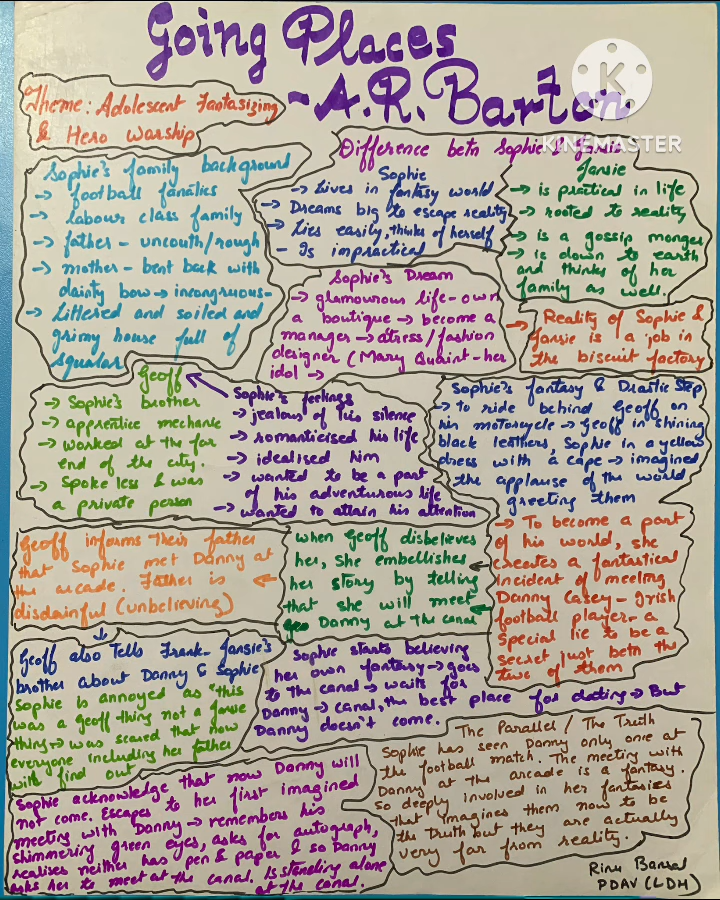 Going Places
- A.R. Barton
K
KINEMASTER
Theme: Adolescent Fantasizing
& Hero Worship
Sophie's family background
→ football fanatics
→ labour class family
→ father - uncouth/rough
→ mother - bent back with
dainty bow → incongruous-
→ Littered and soiled and
grimy house full of
squalar
Difference betn Sophie & Jansie
Sophie
→ Lives in fantasy world
→ Dreams big to escape reality
→ Lies easily, thinks of herself
- Is impractical
Jansie
→ is practical in life
→ rooted to reality
→ is a gossip monger
→ is down to earth
and thinks of her
family as well.
Sophie's Dream
→ glamourous life - own
a boutique → become a
manager → atress/fashion
designer (Mary Quaint - her
idol →
→ Reality of Sophie &
Jansie is a job in
the biscuit factory
Geoff
→ Sophie's brother
→ apprentice mechanic
→ worked at the far
end of the city.
→ Spoke less & was
a private person
Sophie's feelings
→ jealous of his silence
→ romanticised his life
→ idealised him
→ wanted to be a part
of his adventurous life
→ wanted to attain his attention
Sophie's fantasy & Drastic Step
→ to ride behind Geoff on
his motorcycle → Geoff in shining
black leathers, Sophie in a yellow
dress with a cape → imagined
the applause of the world
greeting them
→ To become a part
of his world, she
creates a fantastical
incident of meeting
Danny Casey - Irish
football player - a
special lie to be a
secret just betn the
two of them
when Geoff disbelieves
her, She embellishes
her story by telling
that she will meet
Danny at the canal
Geoff informs their father
that Sophie met Danny at
the arcade. Father is
disdainful (unbelieving)
Geoff also tells Frank - Jansie's
brother about Danny & Sophie
Sophie is annoyed as "this
was a Geoff thing not a Jansie
thing → was scared that now
everyone including her father
will find out
Sophie starts believing
her own fantasy → goes
to the canal → waits for
Danny → canal, the best place for dating → But
Danny doesn't come.
Sophie acknowledge that now Danny will
not come. Escapes to her first imagined
meeting with Danny → remembers his
shimmering green eyes, asks for autograph,
realises neither has pen & paper & so Danny
asks her to meet at the canal. Is standing alone
at the canal.
The Parallel / The Truth
Sophie has seen Danny only once at
the football match. The meeting with
Danny at the arcade is a fantasy.
So deeply involved in her fantasies
that imagines them now to be
the truth but they are actually
very far from reality.
Rinu Bansal
PDAV (LDH)